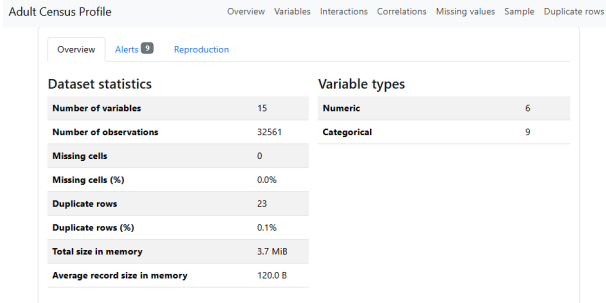 Adult Census Profile
Overview Variables Interactions Correlations Missing values Sample Duplicate rows
Overview Alerts 9 Reproduction
Dataset statistics
Number of variables 15
Number of observations 32561
Missing cells 0
Missing cells (%) 0.0%
Duplicate rows 23
Duplicate rows (%) 0.1%
Total size in memory 3.7 MiB
Average record size in memory 120.0 B
Variable types
Numeric 6
Categorical 9